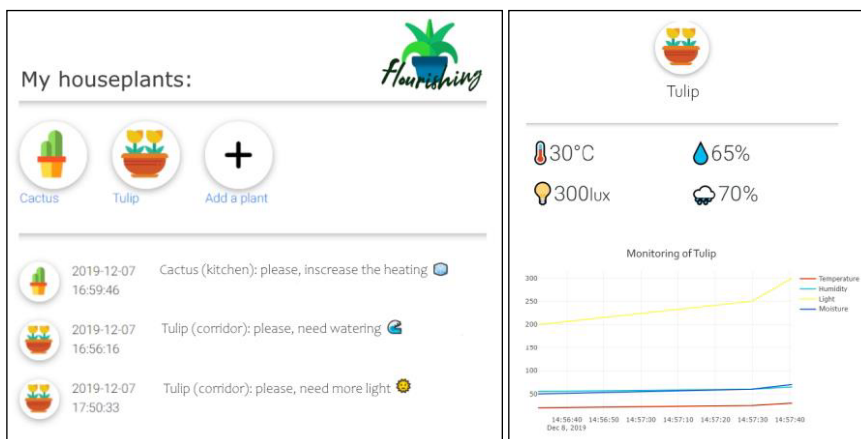 flourishing
My houseplants:
Cactus
Tulip
Add a plant
2019-12-07
16:59:46
Cactus (kitchen): please, inscrease the heating
2019-12-07
16:56:16
Tulip (corridor): please, need watering
2019-12-07
17:50:33
Tulip (corridor): please, need more light
Tulip
30°C
65%
300lux
70%
Monitoring of Tulip
300
250
200
150
100
50
14:56:40
14:56:50
14:57:00
14:57:10
14:57:20
14:57:30
14:57:40
Dec 8, 2019
Temperature
Humidity
Light
Moisture